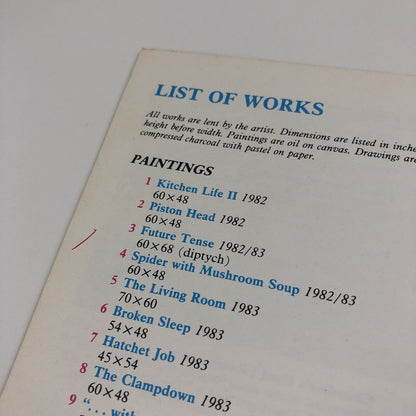 LIST OF WORKS
All works are lent by the artist. Dimensions are listed in inche
height before width. Paintings are oil on canvas. Drawings are
compressed charcoal with pastel on paper.
PAINTINGS
1 Kitchen Life II 1982
60×48
2 Piston Head 1982
60×48
3 Future Tense 1982/83
60×68 (diptych)
4 Spider with Mushroom Soup 1982/83
60×48
5 The Living Room 1983
70×60
6 Broken Sleep 1983
54×48
7 Hatchet Job 1983
45×54
8 The Clampdown 1983
60×48
9 “... with